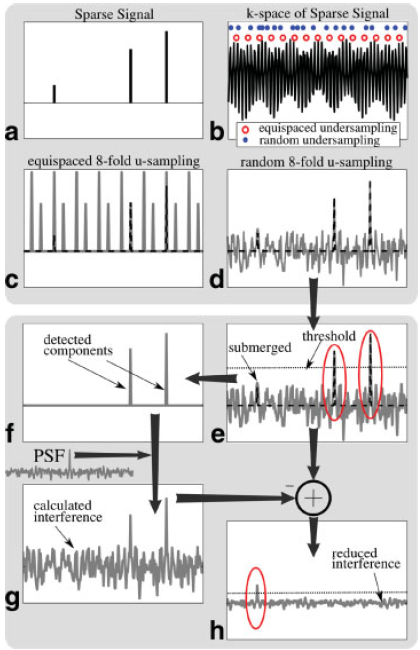 Sparse Signal
k-space of Sparse Signal
a
b
equispaced undersampling
random undersampling
equispaced 8-fold u-sampling
random 8-fold u-sampling
c
d
detected
components
submerged
threshold
f
e
PSF
calculated
interference
–
+
g
reduced
interference
h